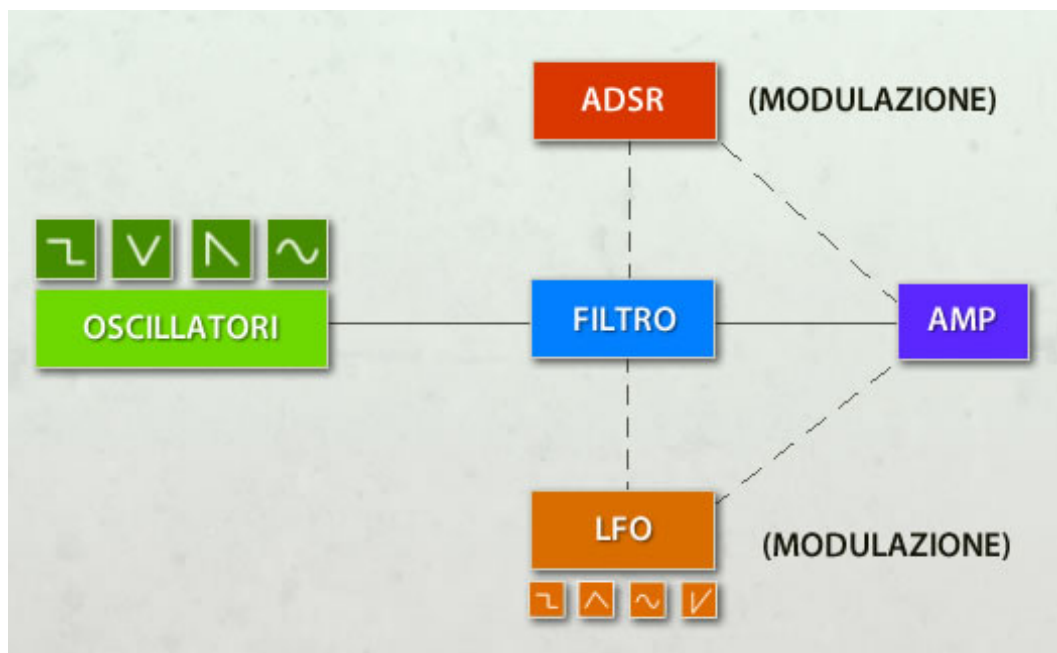 ADSR
(MODULAZIONE)
OSCILLATORI
FILTRO
AMP
LFO
(MODULAZIONE)